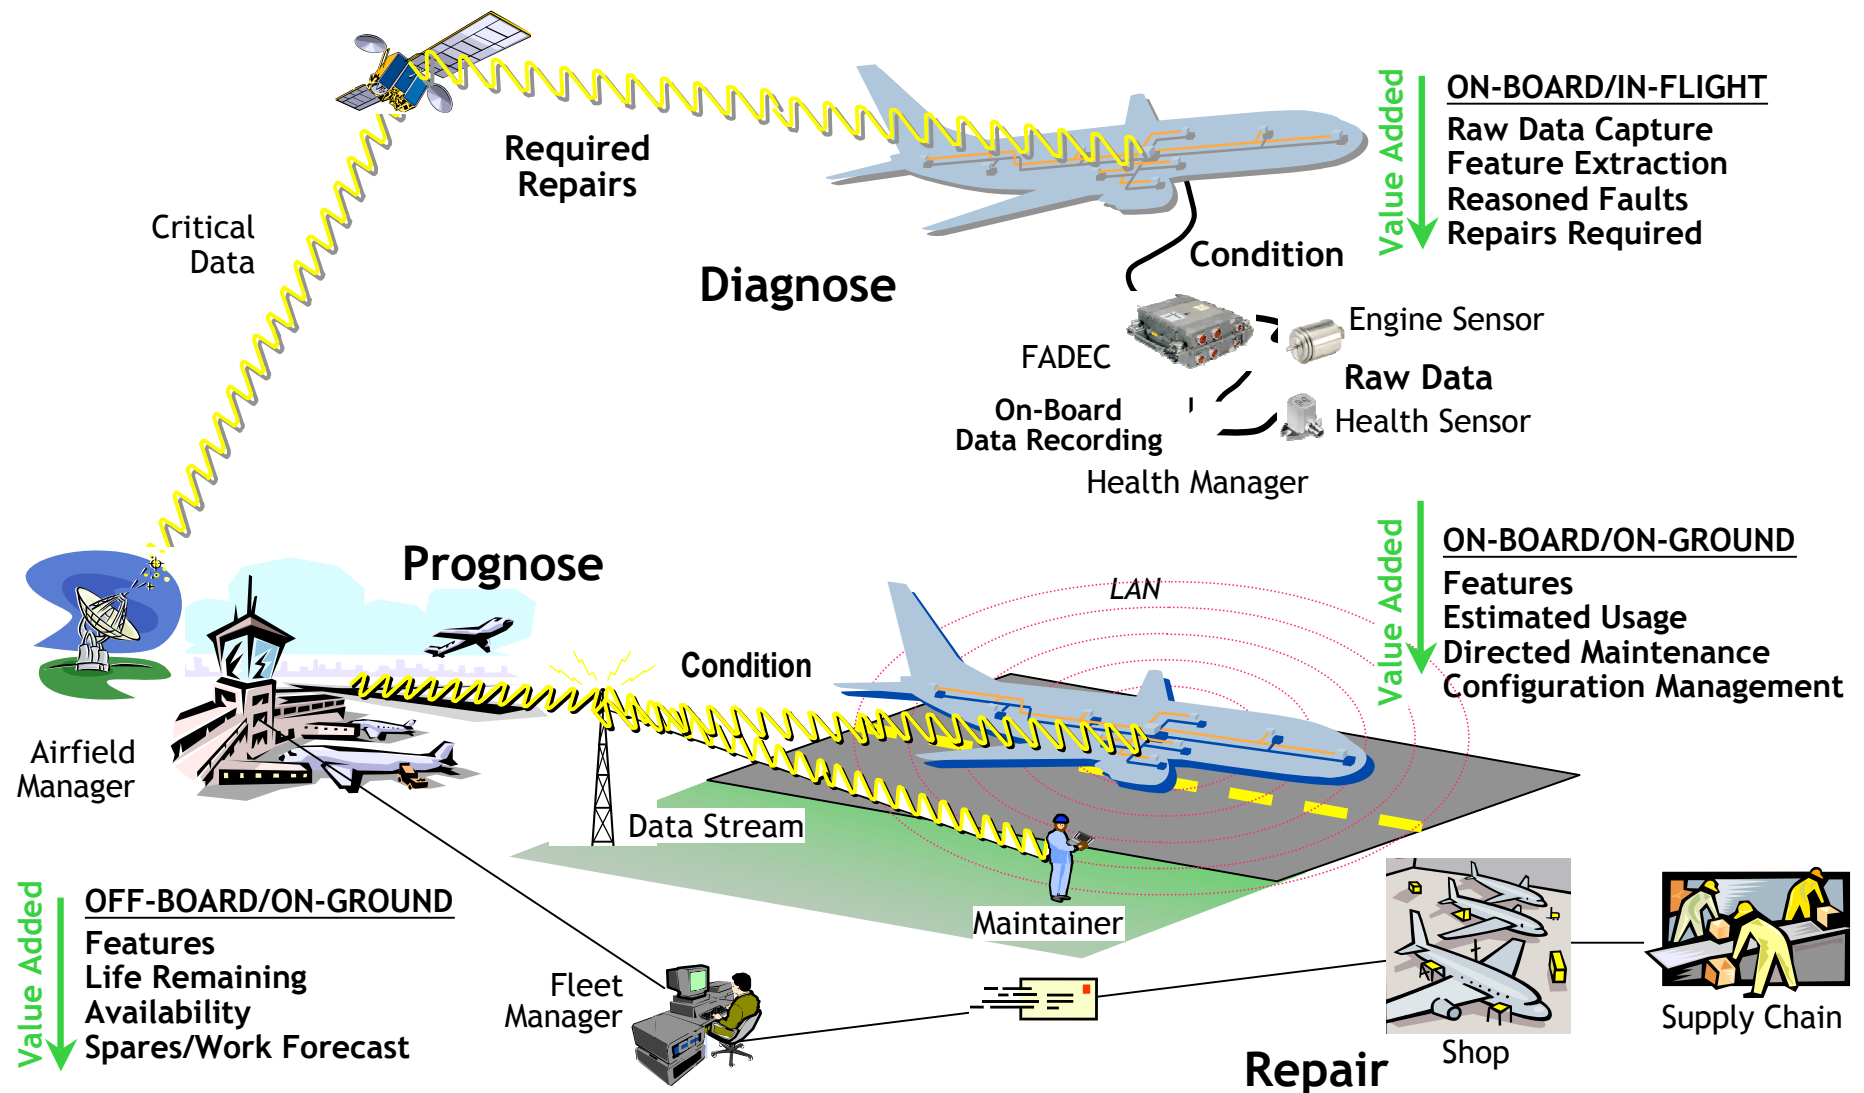 Required
Repairs
Critical
Data
Diagnose
Value Added
ON-BOARD/IN-FLIGHT
Raw Data Capture
Feature Extraction
Reasoned Faults
Repairs Required
Condition
Engine Sensor
FADEC
Raw Data
On-Board
Data Recording
Health Sensor
Health Manager
Value Added
ON-BOARD/ON-GROUND
Features
Estimated Usage
Directed Maintenance
Configuration Management
Prognose
LAN
Condition
Airfield
Manager
Data Stream
Maintainer
Value Added
OFF-BOARD/ON-GROUND
Features
Life Remaining
Availability
Spares/Work Forecast
Fleet
Manager
Shop
Supply Chain
Repair